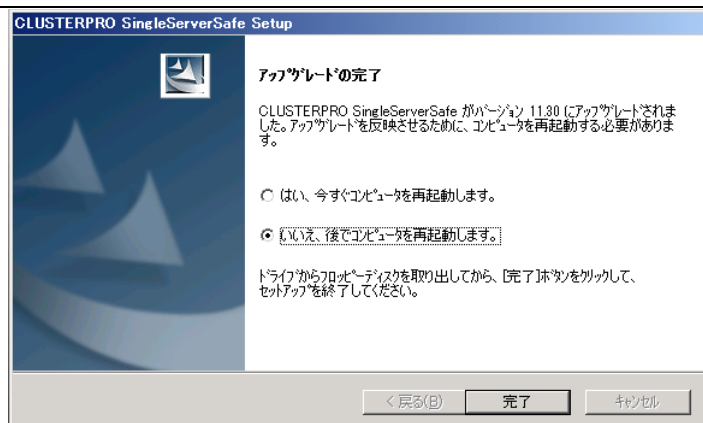 CLUSTERPRO SingleServerSafe Setup
ｱｯﾌﾟｸﾞﾚｰﾄﾞの完了
CLUSTERPRO SingleServerSafe がﾊﾞｰｼﾞｮﾝ 11.30 にｱｯﾌﾟｸﾞﾚｰﾄﾞされま
した。ｱｯﾌﾟｸﾞﾚｰﾄﾞを反映させるために、ｺﾝﾋﾟｭｰﾀを再起動する必要がありま
す。
はい、今すぐｺﾝﾋﾟｭｰﾀを再起動します。
いいえ、後でｺﾝﾋﾟｭｰﾀを再起動します。
ﾄﾞﾗｲﾌﾞからﾌﾛｯﾋﾟｰﾃﾞｨｽｸを取り出してから、[完了]ﾎﾞﾀﾝをｸﾘｯｸして、
ｾｯﾄｱｯﾌﾟを終了してください。
< 戻る(B) 完了 ｷｬﾝｾﾙ